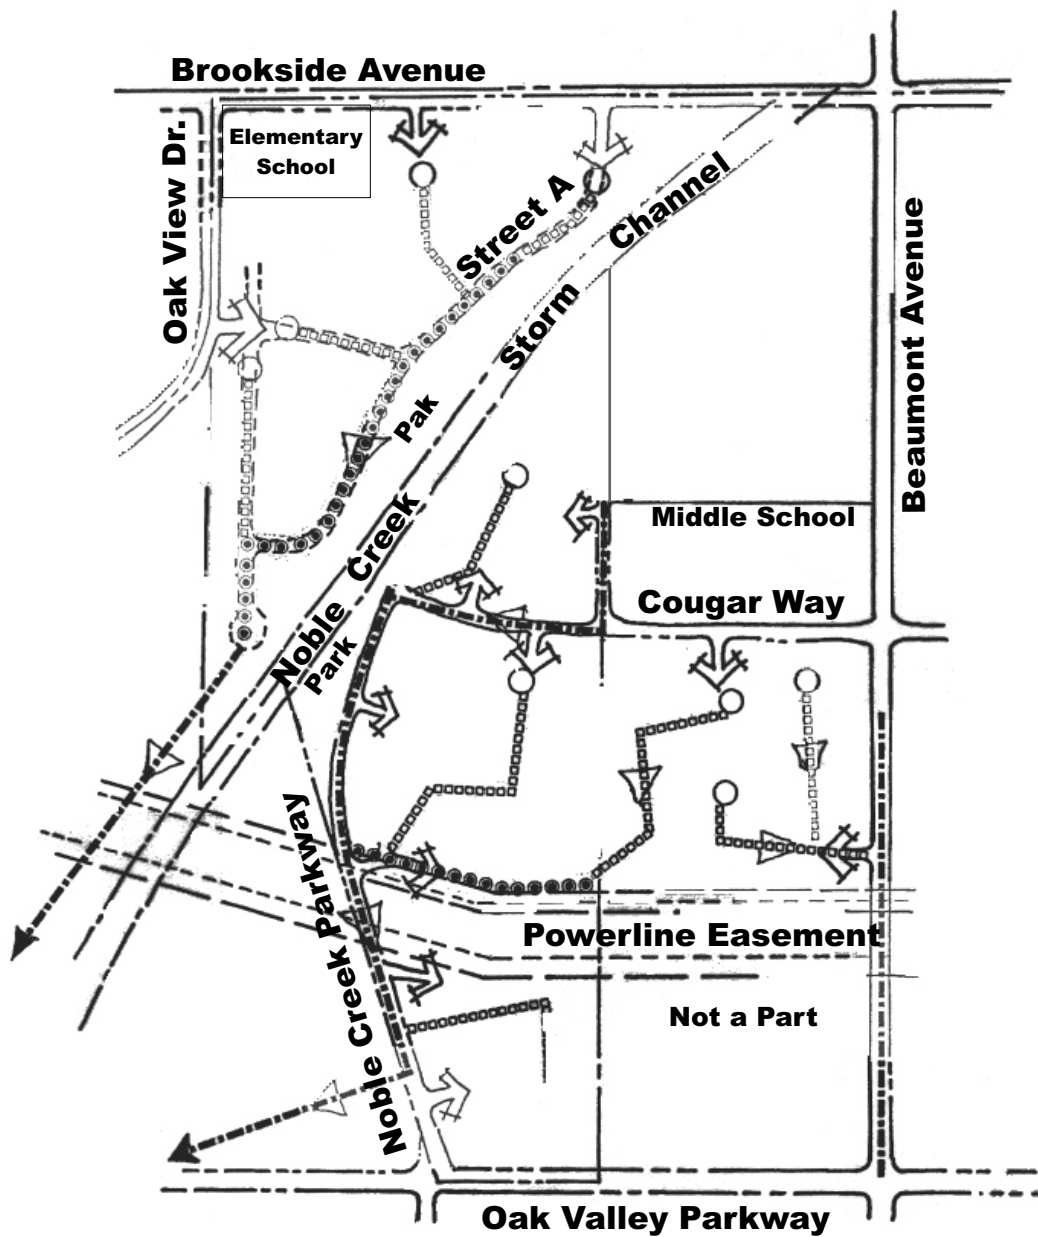 Brookside Avenue
Oak View Dr.
Elementary
School
Street A
Storm Channel
Beaumont Avenue
Pak
Middle School
Noble Creek
Cougar Way
Park
Noble Creek Parkway
Powerline Easement
Not a Part
Oak Valley Parkway